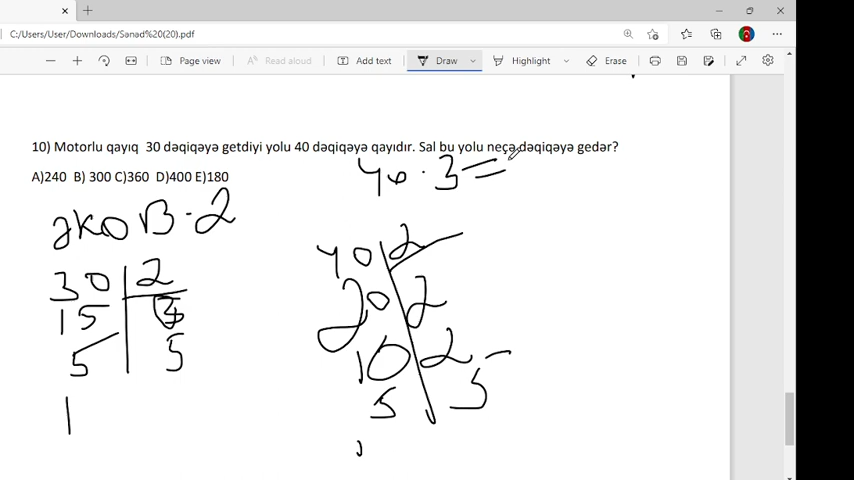 C:/Users/User/Downloads/Sanad%20(20).pdf
Page view
Read aloud
Add text
Draw
Highlight
Erase
10) Motorlu qayıq 30 dəqiqəyə getdiyi yolu 40 dəqiqəyə qayıdır. Sal bu yolu neçə dəqiqəyə gedər?
A)240 B) 300 C)360 D)400 E)180
40 · 3 =
ƏKOB · 2
30 2
15 3
5 5
1
40 2
20 2
10 2
5 5
1